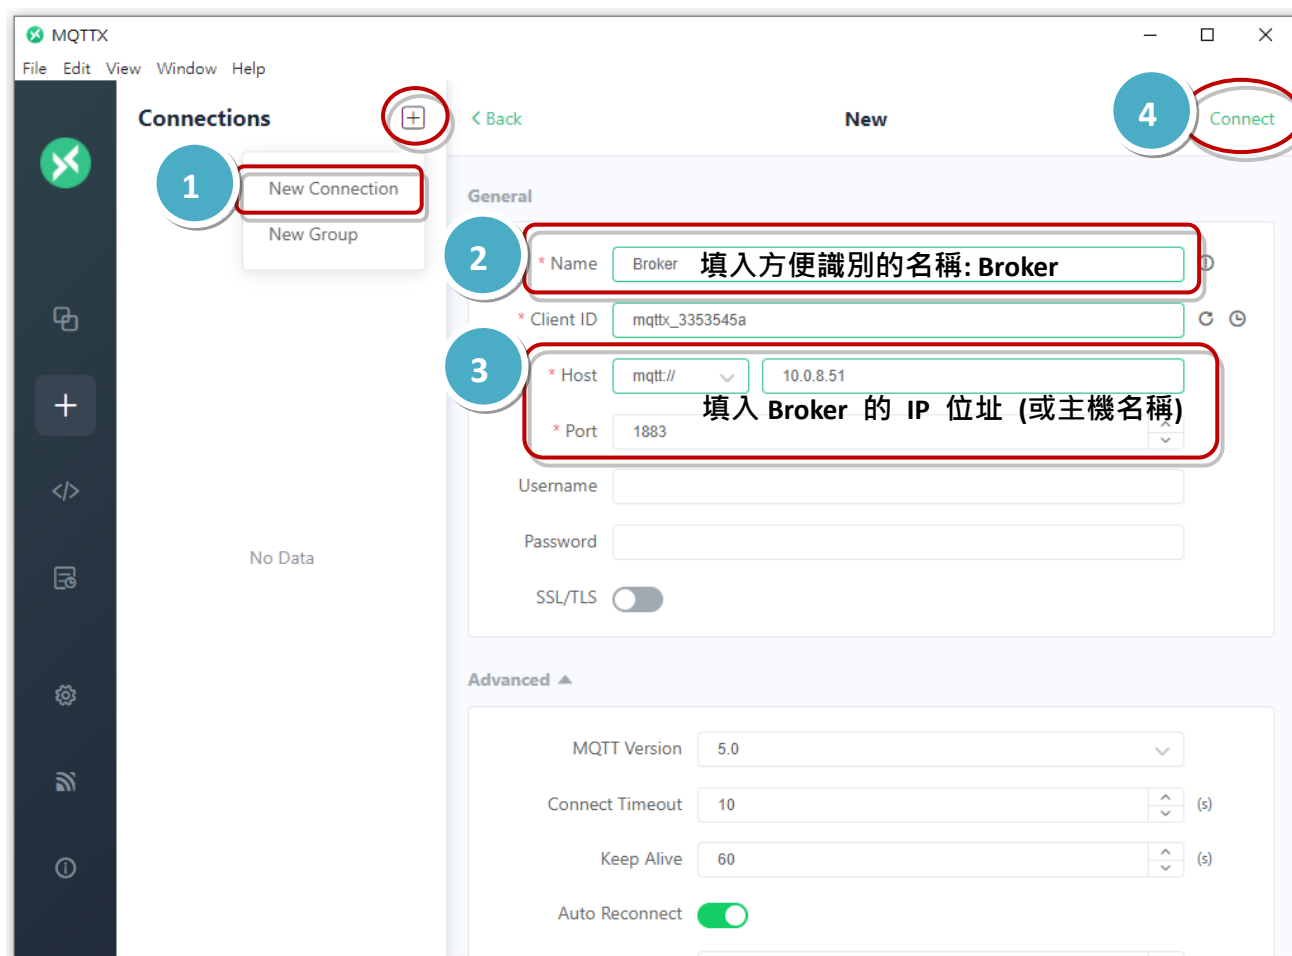 MQTTX
File Edit View Window Help
Connections
Back
New
4
Connect
1
New Connection
New Group
General
2
* Name
Broker
填入方便識別的名稱: Broker
* Client ID
mqttx_3353545a
3
* Host
mqtt://
10.0.8.51
填入 Broker 的 IP 位址 (或主機名稱)
* Port
1883
Username
Password
No Data
SSL/TLS
Advanced
MQTT Version
5.0
Connect Timeout
10
(s)
Keep Alive
60
(s)
Auto Reconnect